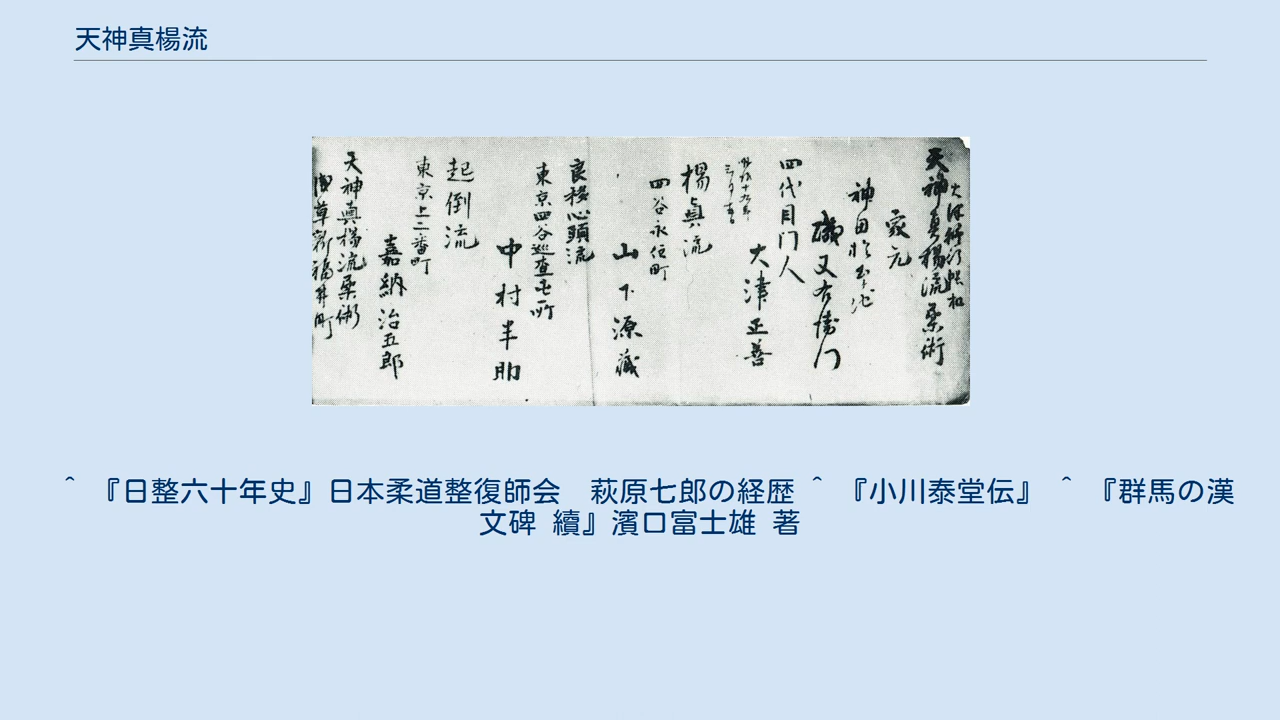 天神真楊流
天神真楊流柔術
家元
神田於玉ヶ池
磯又右衛門
四代目門人
大津正善
楊真流
四谷永住町
山下源蔵
良移心頭流
東京四谷巡査屯所
中村半助
起倒流
東京上二番町
嘉納治五郎
天神真楊流柔術
^ 『日整六十年史』日本柔道整復師会　萩原七郎の経歴 ^ 『小川泰堂伝』 ^ 『群馬の漢
文碑 續』濱口富士雄 著